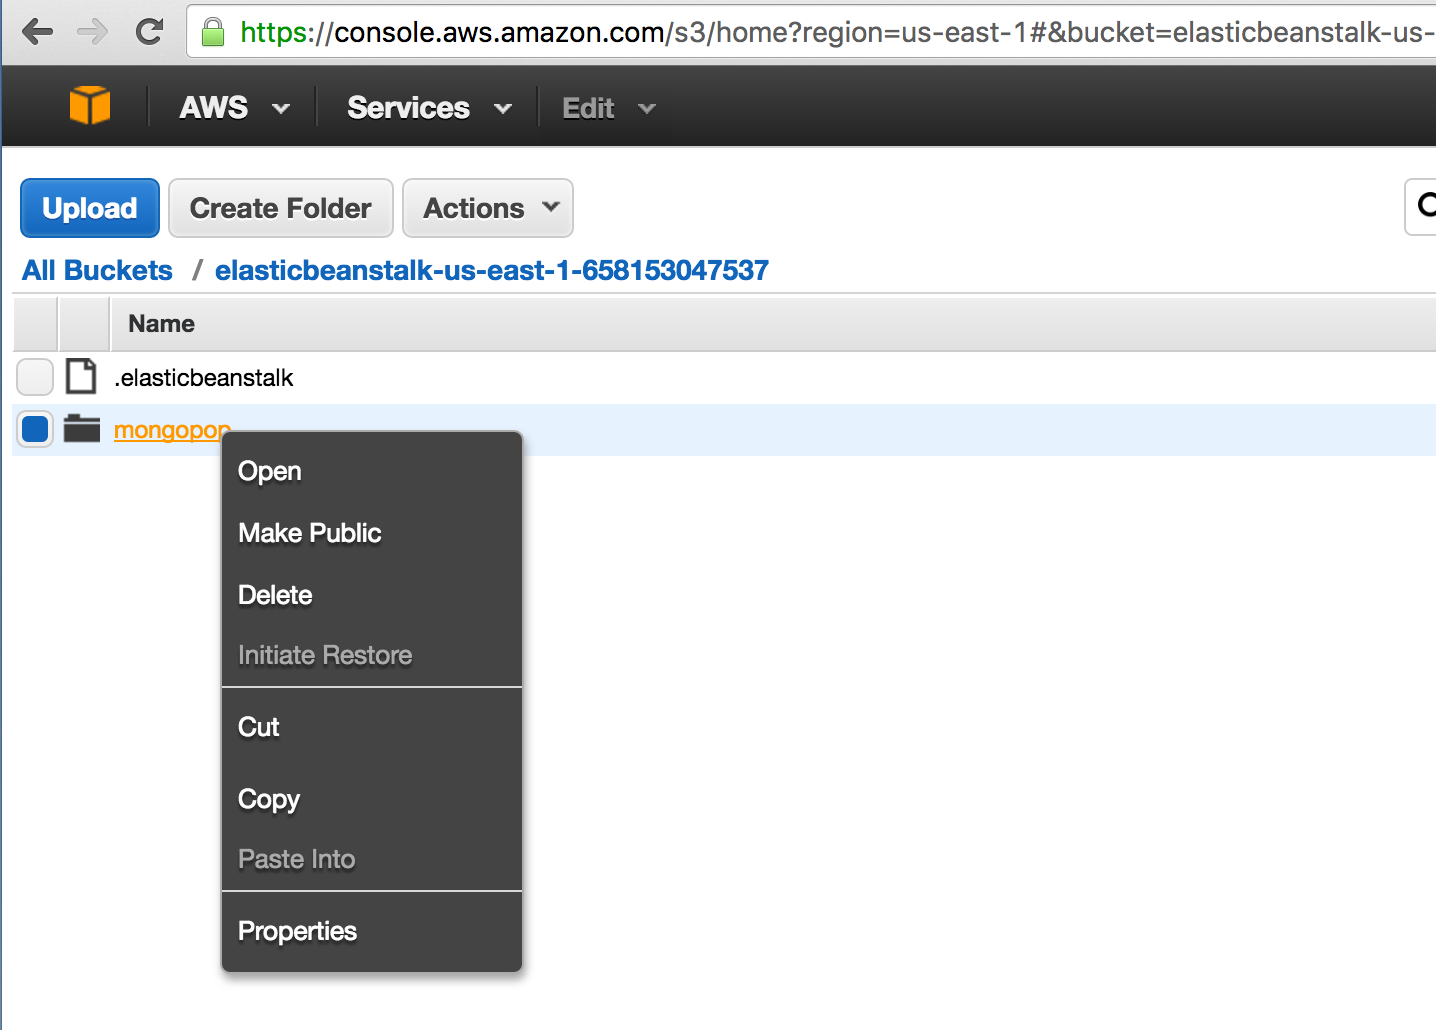 https://console.aws.amazon.com/s3/home?region=us-east-1#&bucket=elasticbeanstalk-us-
AWS Services Edit
Upload Create Folder Actions
All Buckets / elasticbeanstalk-us-east-1-658153047537
Name
.elasticbeanstalk
mongopop
Open
Make Public
Delete
Initiate Restore
Cut
Copy
Paste Into
Properties